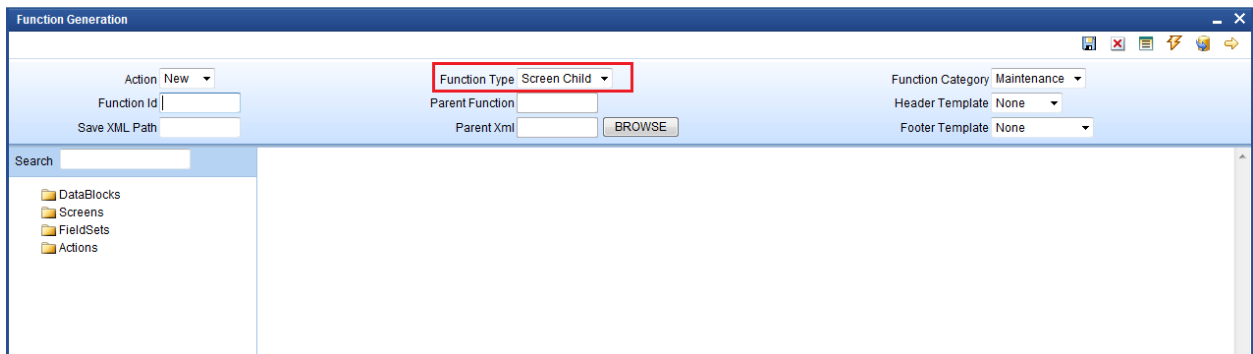 Function Generation
Action New Function Type Screen Child Function Category Maintenance
Function Id Parent Function Header Template None
Save XML Path Parent Xml BROWSE Footer Template None
Search
DataBlocks
Screens
FieldSets
Actions